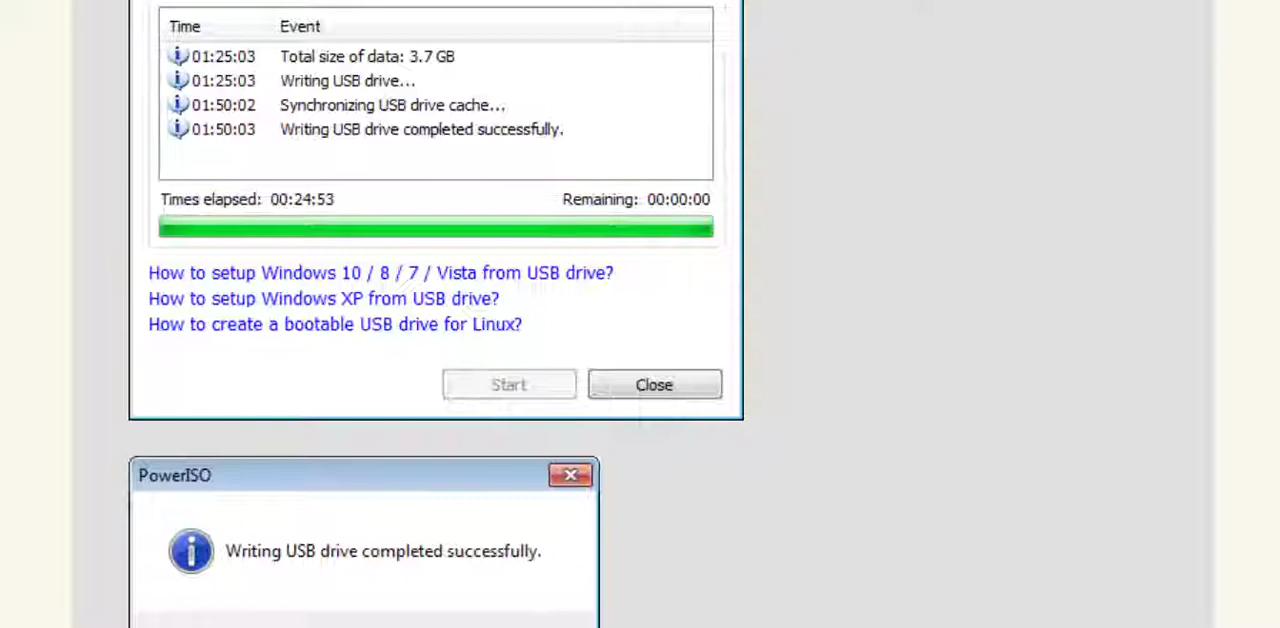 Time Event
01:25:03 Total size of data: 3.7 GB
01:25:03 Writing USB drive...
01:50:02 Synchronizing USB drive cache...
01:50:03 Writing USB drive completed successfully.
Times elapsed: 00:24:53 Remaining: 00:00:00
How to setup Windows 10 / 8 / 7 / Vista from USB drive?
How to setup Windows XP from USB drive?
How to create a bootable USB drive for Linux?
Start Close
PowerISO
Writing USB drive completed successfully.